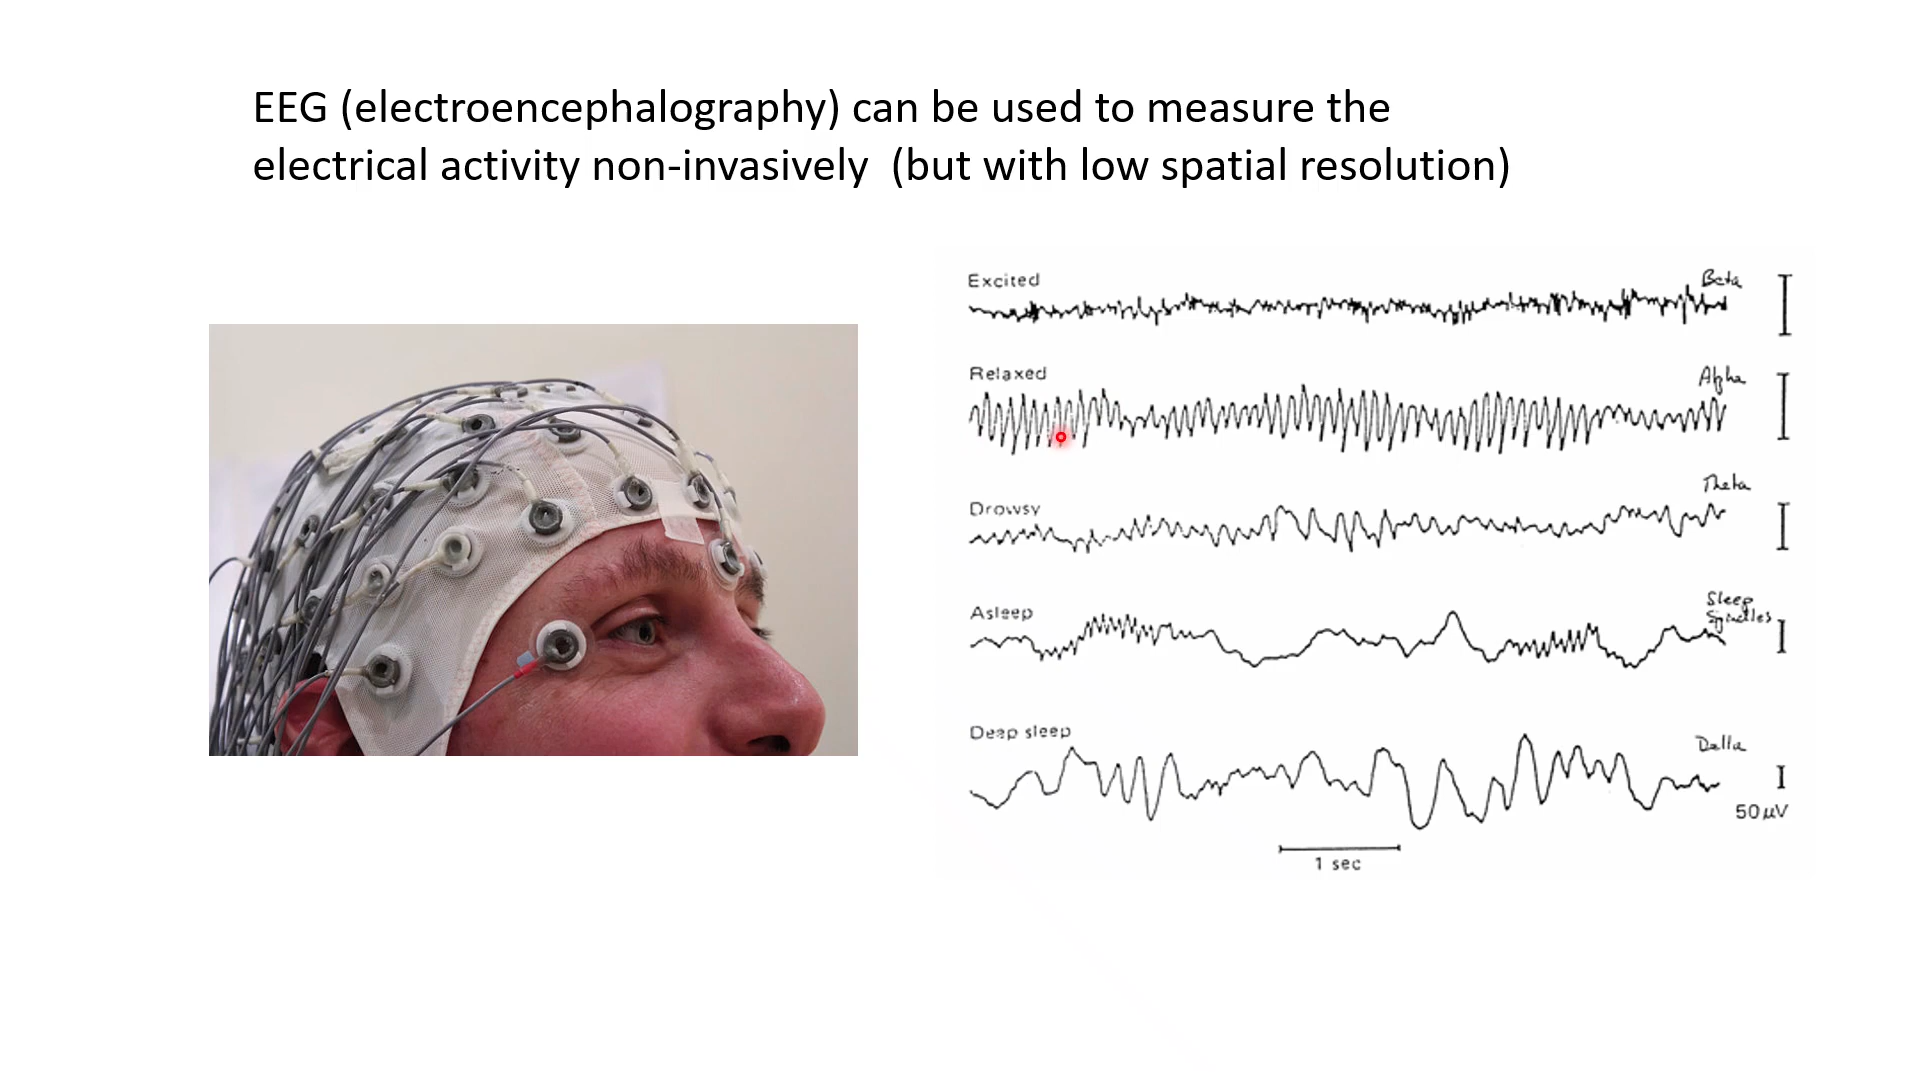 EEG (electroencephalography) can be used to measure the
electrical activity non-invasively (but with low spatial resolution)
Excited
Beta
Relaxed
Alpha
Drowsy
Theta
Asleep
Sleep
Spindles
Deep sleep
Delta
50 μV
1 sec